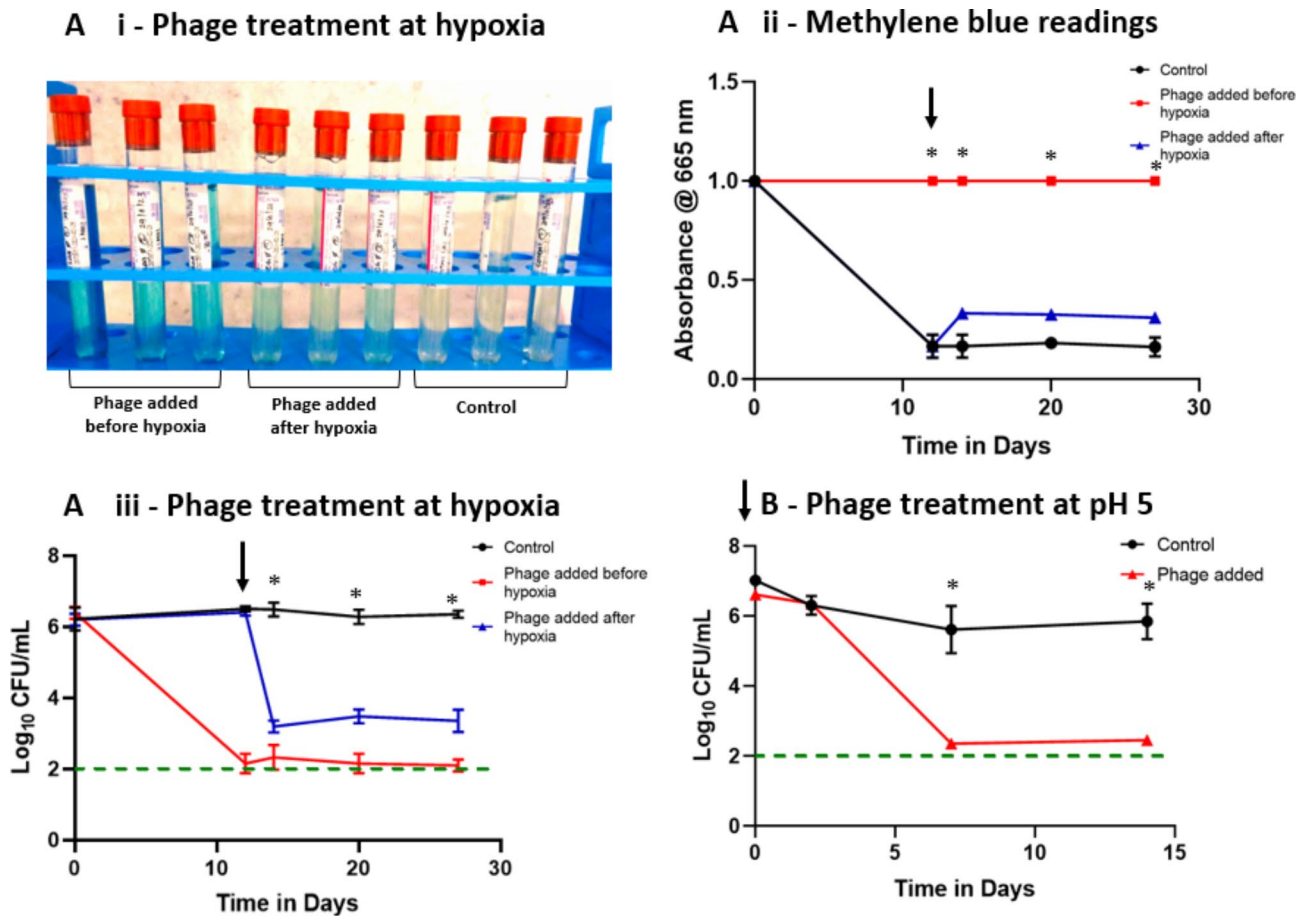 A i - Phage treatment at hypoxia
Phage added
before hypoxia
Phage added
after hypoxia
Control
A ii - Methylene blue readings
Control
Phage added before
hypoxia
Phage added after
hypoxia
* * * *
Absorbance @ 665 nm
1.5
1.0
0.5
0.0
0 10 20 30
Time in Days
A iii - Phage treatment at hypoxia
Control
Phage added before
hypoxia
Phage added after
hypoxia
* * *
Log10 CFU/mL
8
6
4
2
0
0 10 20 30
Time in Days
B - Phage treatment at pH 5
Control
Phage added
* *
Log10 CFU/mL
8
6
4
2
0
0 5 10 15
Time in Days